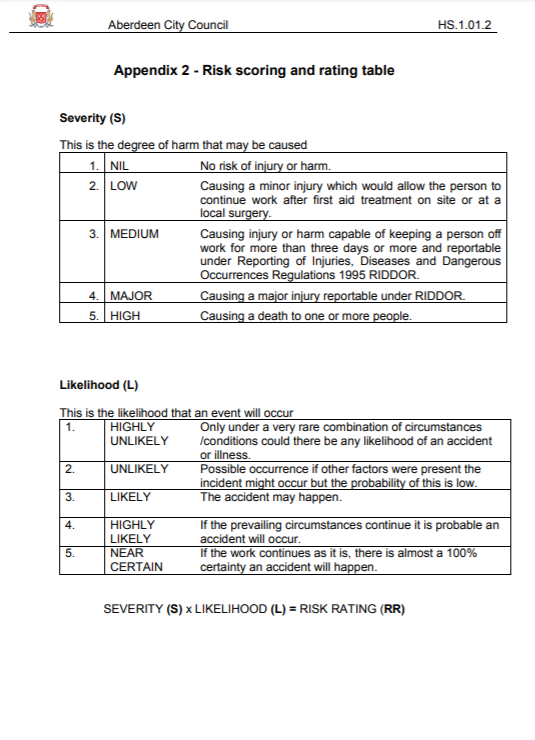 Aberdeen City Council HS.1.01.2
Appendix 2 - Risk scoring and rating table
Severity (S)
This is the degree of harm that may be caused
1. NIL No risk of injury or harm.
2. LOW Causing a minor injury which would allow the person to
continue work after first aid treatment on site or at a
local surgery.
3. MEDIUM Causing injury or harm capable of keeping a person off
work for more than three days or more and reportable
under Reporting of Injuries, Diseases and Dangerous
Occurrences Regulations 1995 RIDDOR.
4. MAJOR Causing a major injury reportable under RIDDOR.
5. HIGH Causing a death to one or more people.
Likelihood (L)
This is the likelihood that an event will occur
1. HIGHLY Only under a very rare combination of circumstances
UNLIKELY /conditions could there be any likelihood of an accident
or illness.
2. UNLIKELY Possible occurrence if other factors were present the
incident might occur but the probability of this is low.
3. LIKELY The accident may happen.
4. HIGHLY If the prevailing circumstances continue it is probable an
LIKELY accident will occur.
5. NEAR If the work continues as it is, there is almost a 100%
CERTAIN certainty an accident will happen.
SEVERITY (S) x LIKELIHOOD (L) = RISK RATING (RR)